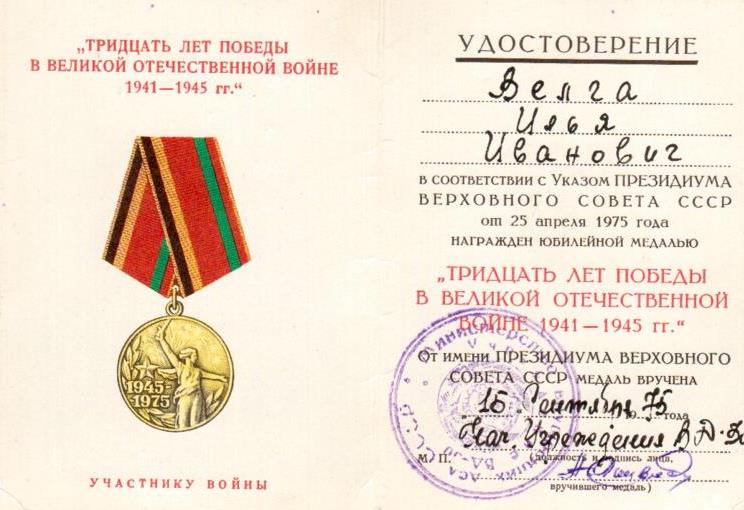 „ТРИДЦАТЬ ЛЕТ ПОБЕДЫ
В ВЕЛИКОЙ ОТЕЧЕСТВЕННОЙ ВОЙНЕ
1941—1945 гг.“
1945-
1975
УЧАСТНИКУ ВОЙНЫ
УДОСТОВЕРЕНИЕ
Велга
Илья
Иванович
В СООТВЕТСТВИИ С УКАЗОМ ПРЕЗИДИУМА
ВЕРХОВНОГО СОВЕТА СССР
от 25 апреля 1975 года
НАГРАЖДЕН ЮБИЛЕЙНОЙ МЕДАЛЬЮ
„ТРИДЦАТЬ ЛЕТ ПОБЕДЫ
В ВЕЛИКОЙ ОТЕЧЕСТВЕННОЙ
ВОЙНЕ 1941—1945 гг.“
От имени ПРЕЗИДИУМА ВЕРХОВНОГО
СОВЕТА СССР МЕДАЛЬ ВРУЧЕНА
Министерство
15 Сентября 1975 года
Нач. Учреждения
М. П. (должность и подпись лица,
вручившего медаль)